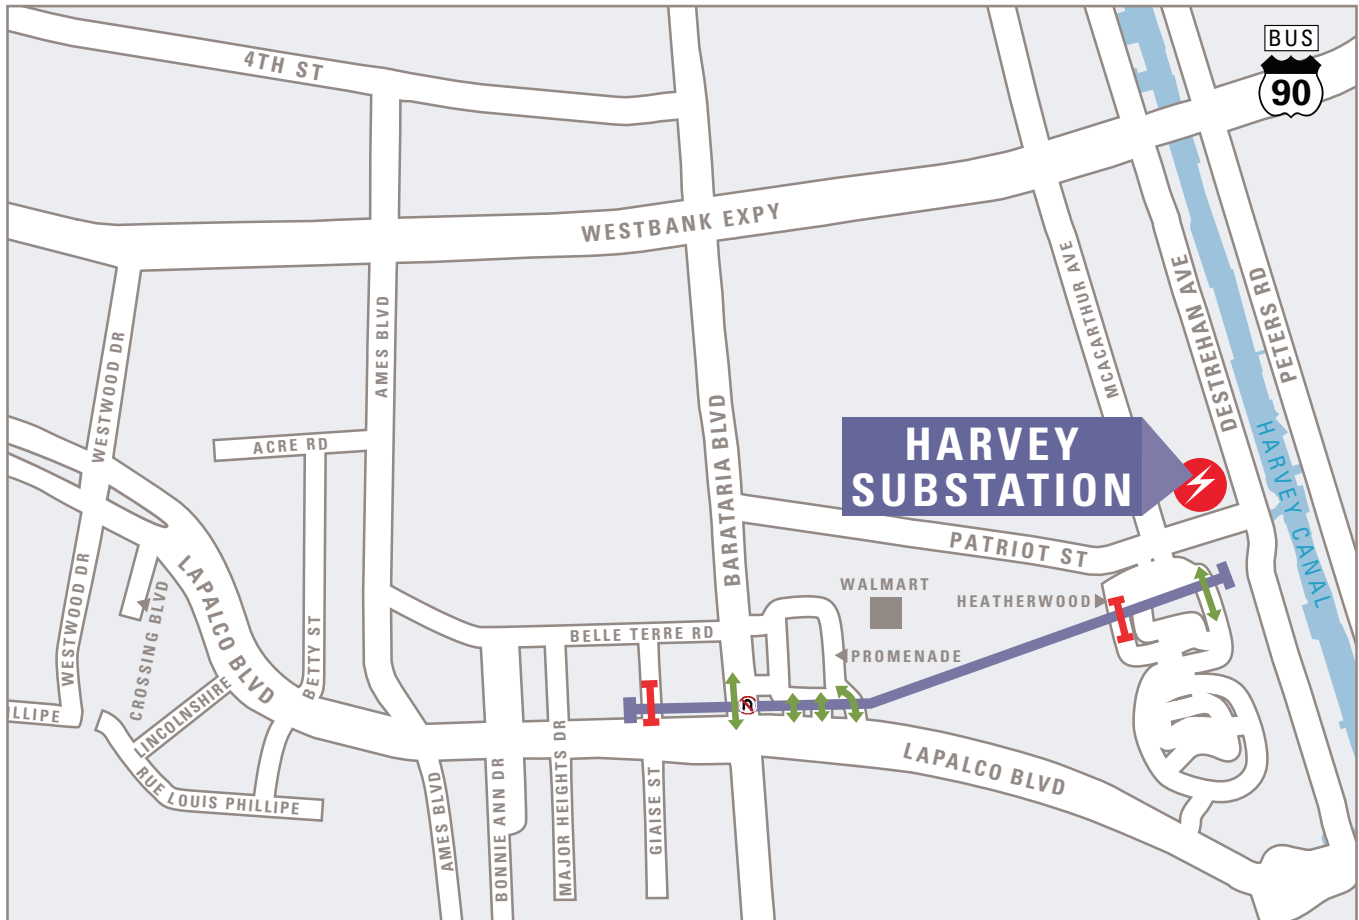 BUS
90
4TH ST
WESTBANK EXPY
WESTWOOD DR
AMES BLVD
MCACARTHUR AVE
DESTREHAN AVE
PETERS RD
ACRE RD
BARATARIA BLVD
HARVEY
SUBSTATION
HARVEY CANAL
PATRIOT ST
WALMART
HEATHERWOOD
WESTWOOD DR
CROSSING BLVD
LAPALCO BLVD
BETTY ST
BELLE TERRE RD
PROMENADE
LLIPE
LINCOLNSHIRE
RUE LOUIS PHILLIPE
AMES BLVD
BONNIE ANN DR
MAJOR HEIGHTS DR
GIAISE ST
LAPALCO BLVD